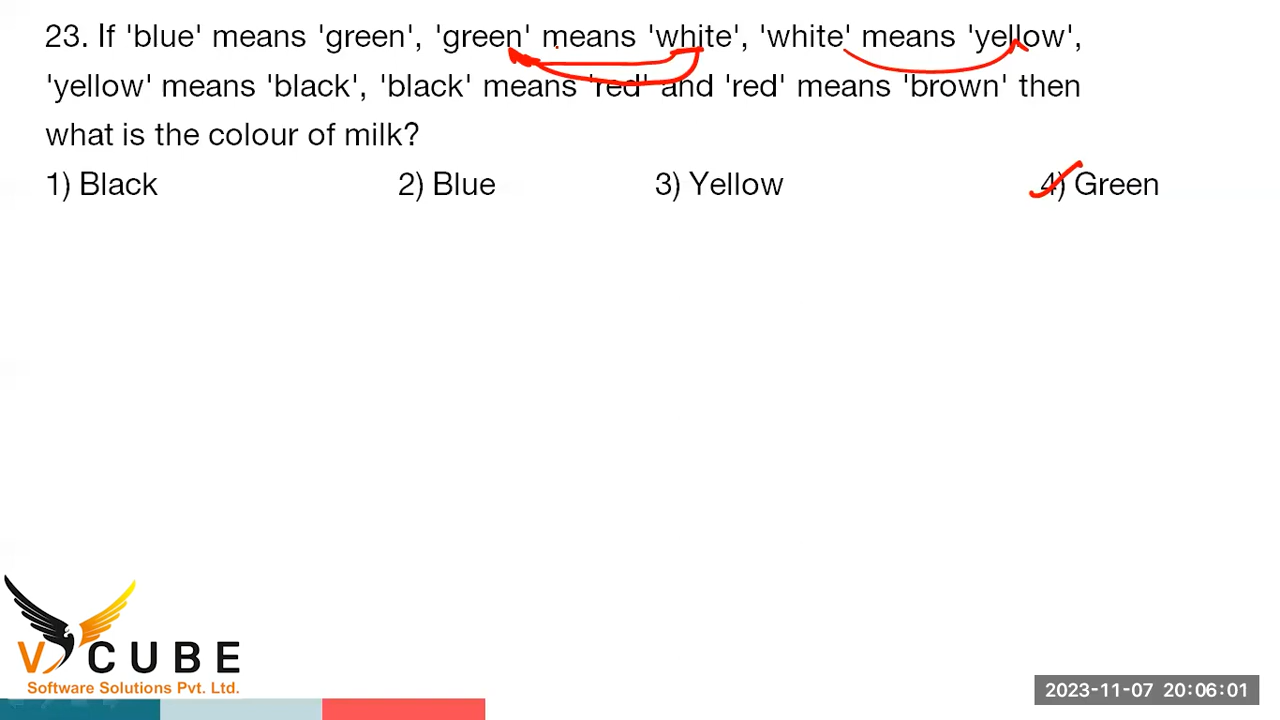 23. If 'blue' means 'green', 'green' means 'white', 'white' means 'yellow',
'yellow' means 'black', 'black' means 'red' and 'red' means 'brown' then
what is the colour of milk?
1) Black 2) Blue 3) Yellow 4) Green
V CUBE
Software Solutions Pvt. Ltd.
2023-11-07 20:06:01